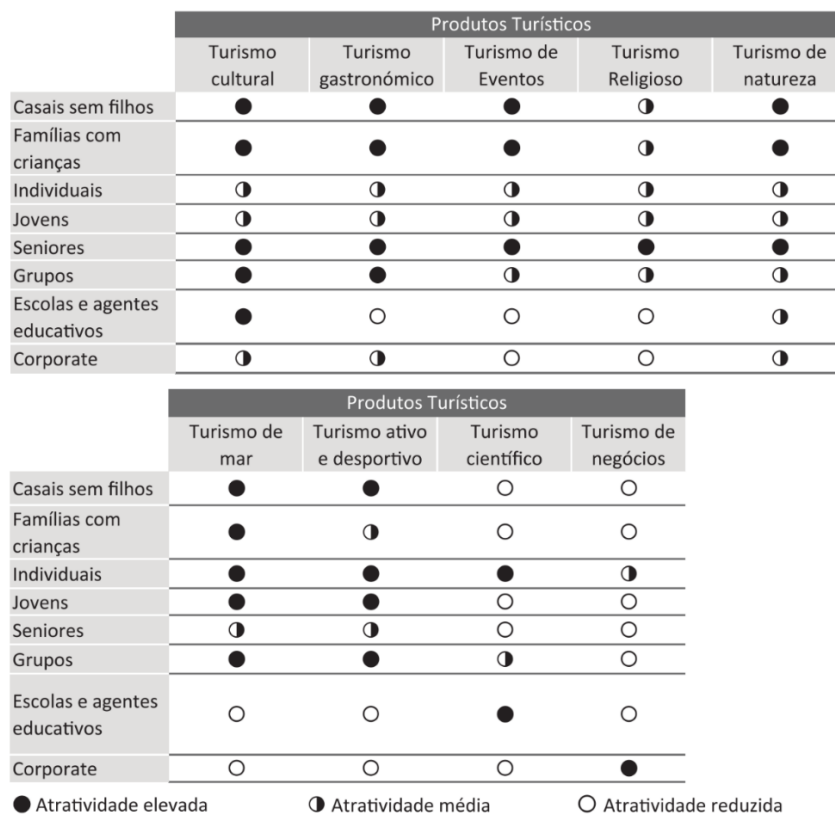 Produtos Turísticos
Turismo cultural
Turismo gastronómico
Turismo de Eventos
Turismo Religioso
Turismo de natureza
Casais sem filhos
Famílias com crianças
Individuais
Jovens
Seniores
Grupos
Escolas e agentes educativos
Corporate
Produtos Turísticos
Turismo de mar
Turismo ativo e desportivo
Turismo científico
Turismo de negócios
Casais sem filhos
Famílias com crianças
Individuais
Jovens
Seniores
Grupos
Escolas e agentes educativos
Corporate
Atratividade elevada
Atratividade média
Atratividade reduzida